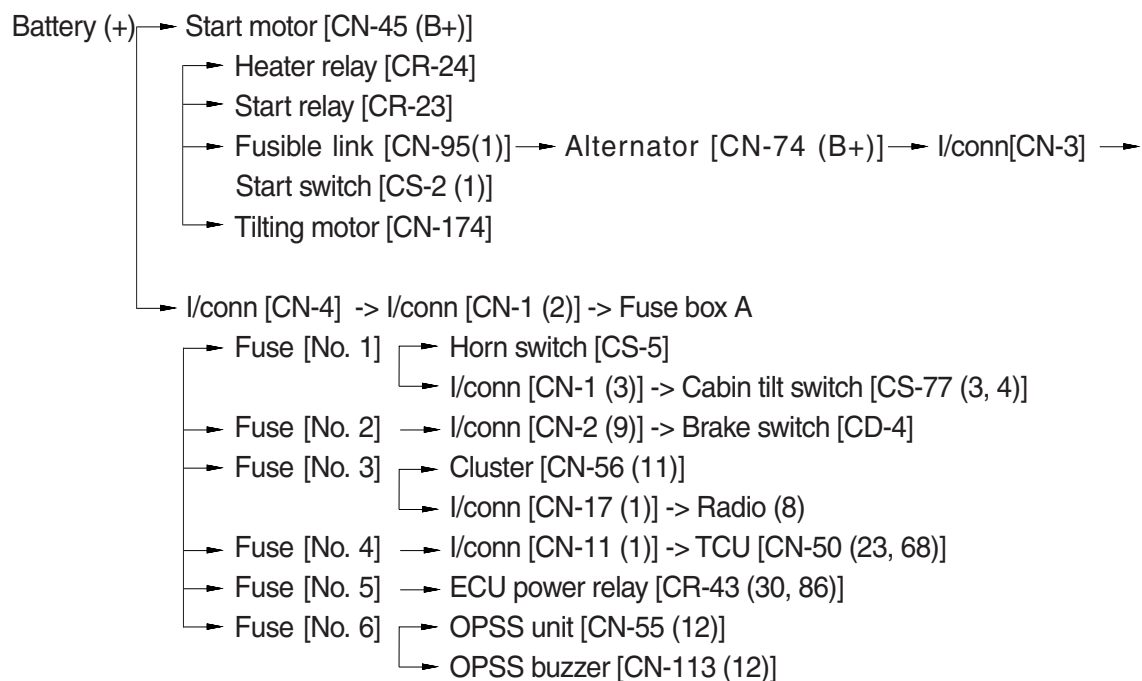 Battery (+) Start motor [CN-45 (B+)]
Heater relay [CR-24]
Start relay [CR-23]
Fusible link [CN-95(1)] Alternator [CN-74 (B+)] I/conn[CN-3]
Start switch [CS-2 (1)]
Tilting motor [CN-174]
I/conn [CN-4] -> I/conn [CN-1 (2)] -> Fuse box A
Fuse [No. 1] Horn switch [CS-5]
I/conn [CN-1 (3)] -> Cabin tilt switch [CS-77 (3, 4)]
Fuse [No. 2] I/conn [CN-2 (9)] -> Brake switch [CD-4]
Fuse [No. 3] Cluster [CN-56 (11)]
I/conn [CN-17 (1)] -> Radio (8)
Fuse [No. 4] I/conn [CN-11 (1)] -> TCU [CN-50 (23, 68)]
Fuse [No. 5] ECU power relay [CR-43 (30, 86)]
Fuse [No. 6] OPSS unit [CN-55 (12)]
OPSS buzzer [CN-113 (12)]